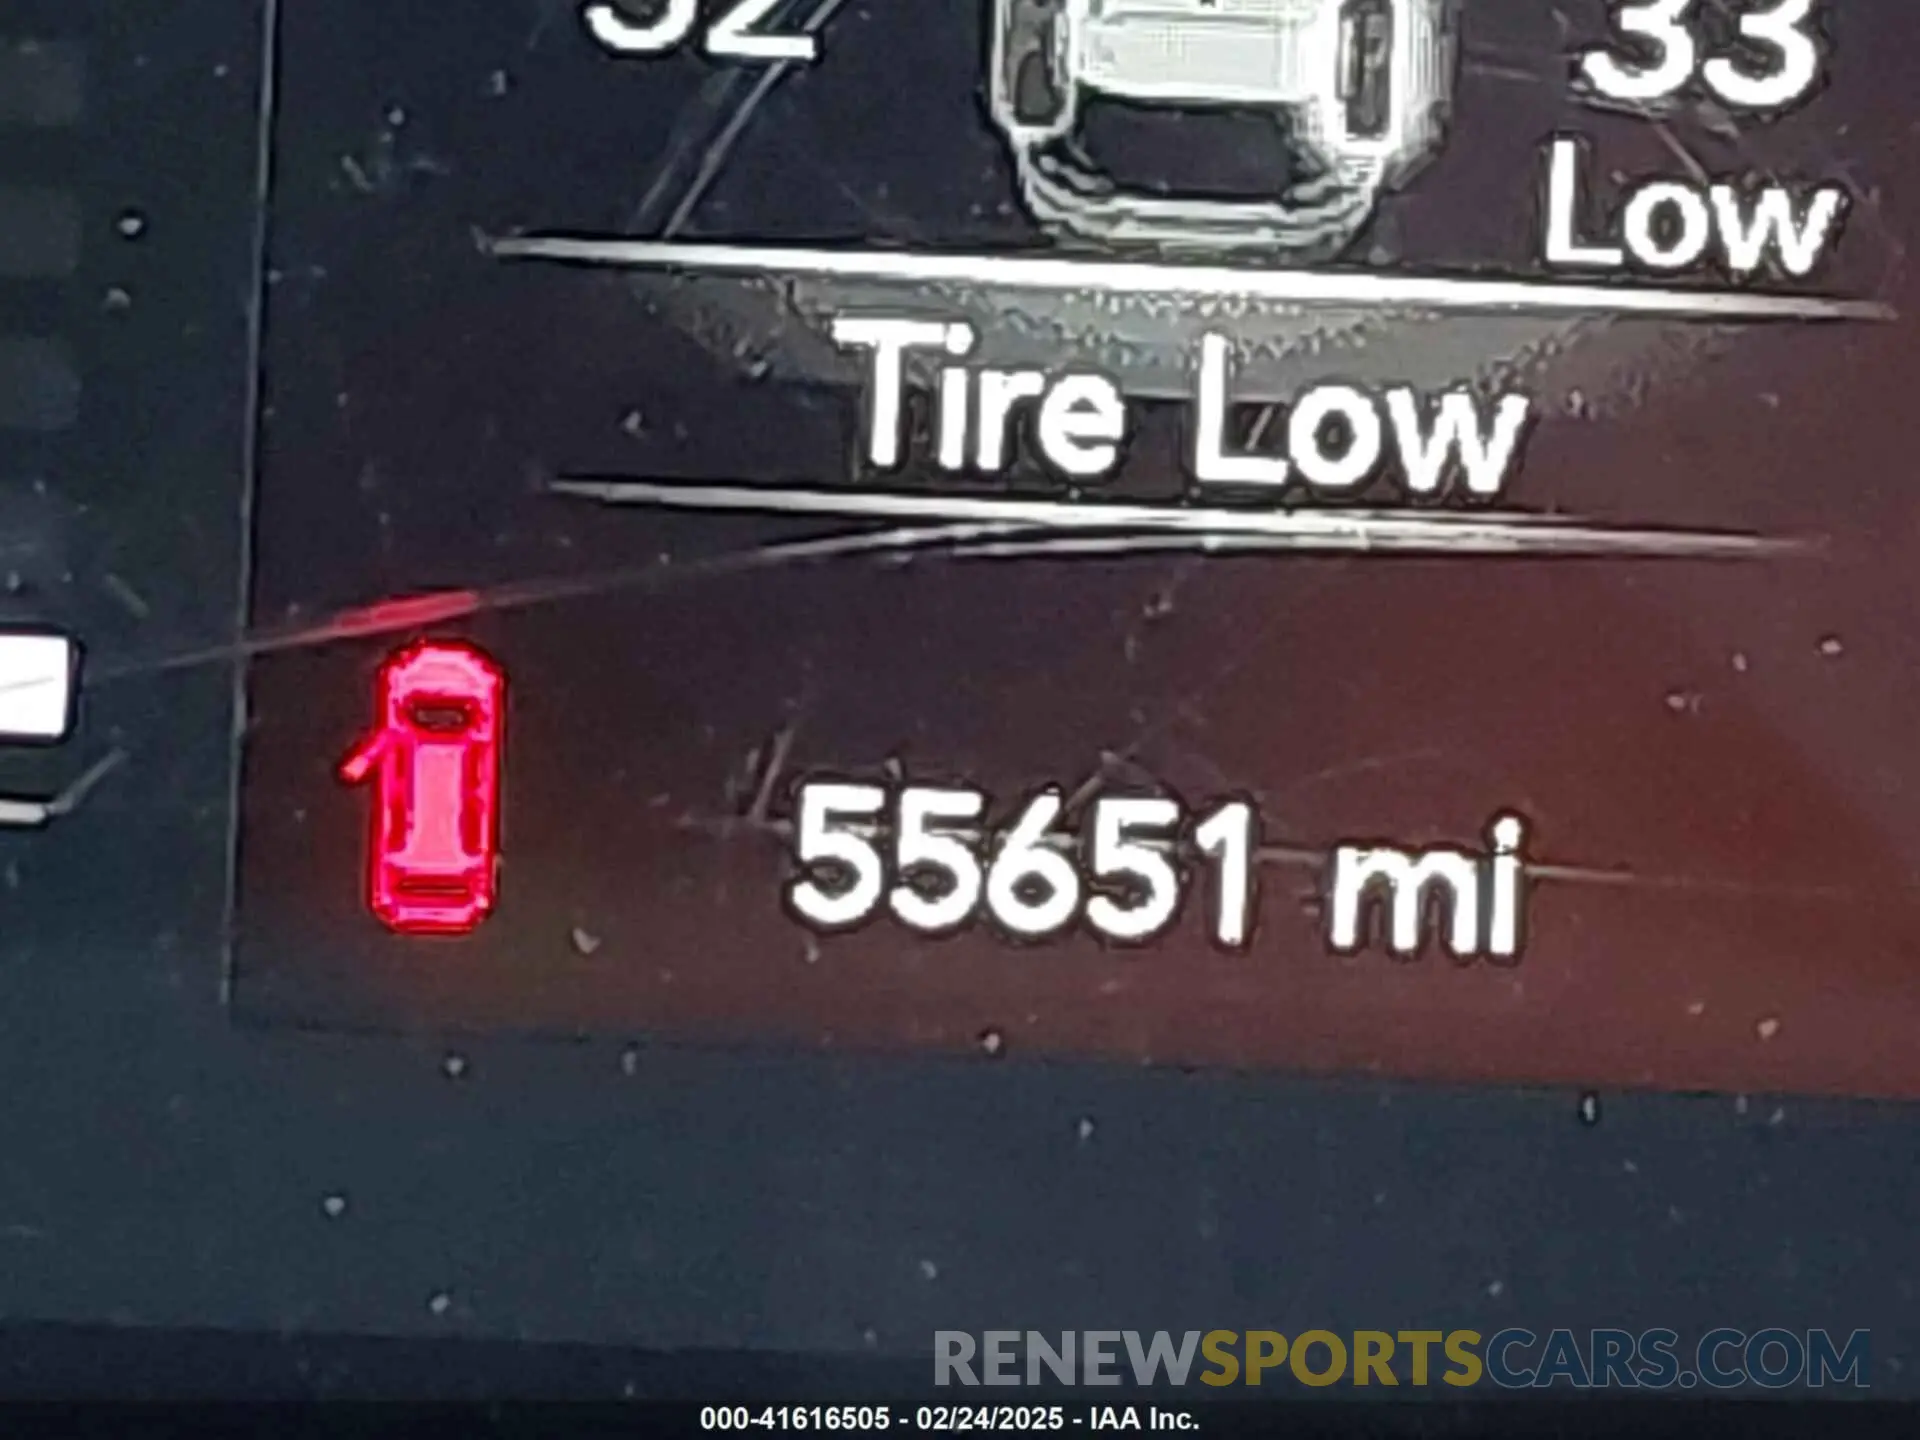 32
33
Low
Tire Low
55651 mi
RENEWSPORTSCARS.COM
000-41616505 - 02/24/2025 - IAA Inc.